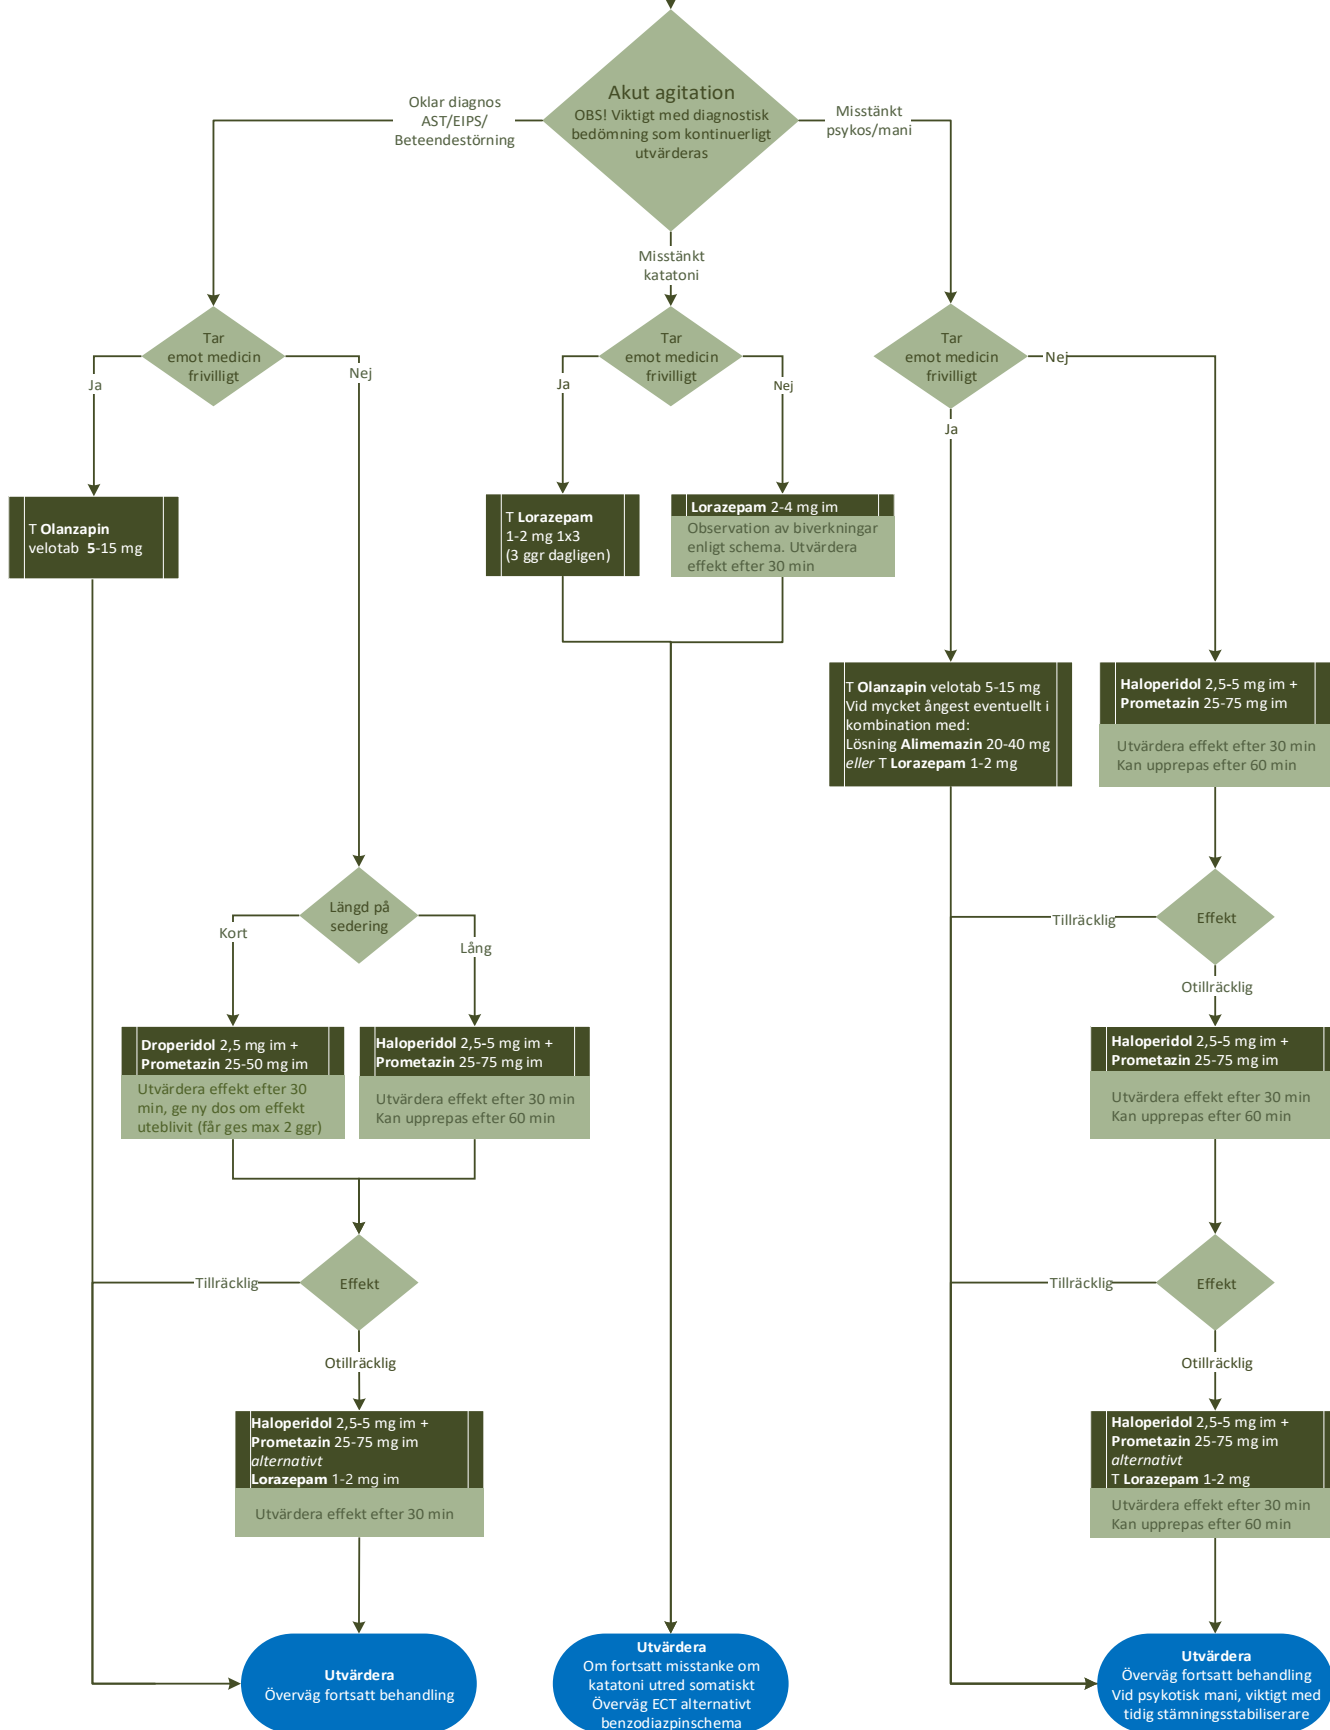 Akut agitation
OBS! Viktigt med diagnostisk
bedömning som kontinuerligt
utvärderas
Oklar diagnos
AST/EIPS/
Beteendestörning
Misstänkt
psykos/mani
Misstänkt
katatoni
Tar
emot medicin
frivilligt
Ja
Nej
Tar
emot medicin
frivilligt
Ja
Nej
Tar
emot medicin
frivilligt
Nej
Ja
T Olanzapin
velotab 5-15 mg
T Lorazepam
1-2 mg 1x3
(3 ggr dagligen)
Lorazepam 2-4 mg im
Observation av biverkningar
enligt schema. Utvärdera
effekt efter 30 min
T Olanzapin velotab 5-15 mg
Vid mycket ångest eventuellt i
kombination med:
Lösning Alimemazin 20-40 mg
eller T Lorazepam 1-2 mg
Haloperidol 2,5-5 mg im +
Prometazin 25-75 mg im
Utvärdera effekt efter 30 min
Kan upprepas efter 60 min
Längd på
sedering
Kort
Lång
Effekt
Tillräcklig
Otillräcklig
Droperidol 2,5 mg im +
Prometazin 25-50 mg im
Utvärdera effekt efter 30
min, ge ny dos om effekt
uteblivit (får ges max 2 ggr)
Haloperidol 2,5-5 mg im +
Prometazin 25-75 mg im
Utvärdera effekt efter 30 min
Kan upprepas efter 60 min
Haloperidol 2,5-5 mg im +
Prometazin 25-75 mg im
Utvärdera effekt efter 30 min
Kan upprepas efter 60 min
Effekt
Tillräcklig
Otillräcklig
Effekt
Tillräcklig
Otillräcklig
Haloperidol 2,5-5 mg im +
Prometazin 25-75 mg im
alternativt
Lorazepam 1-2 mg im
Utvärdera effekt efter 30 min
Haloperidol 2,5-5 mg im +
Prometazin 25-75 mg im
alternativt
T Lorazepam 1-2 mg
Utvärdera effekt efter 30 min
Kan upprepas efter 60 min
Utvärdera
Överväg fortsatt behandling
Utvärdera
Om fortsatt misstanke om
katatoni utred somatiskt
Överväg ECT alternativt
benzodiazpinschema
Utvärdera
Överväg fortsatt behandling
Vid psykotisk mani, viktigt med
tidig stämningsstabiliserare